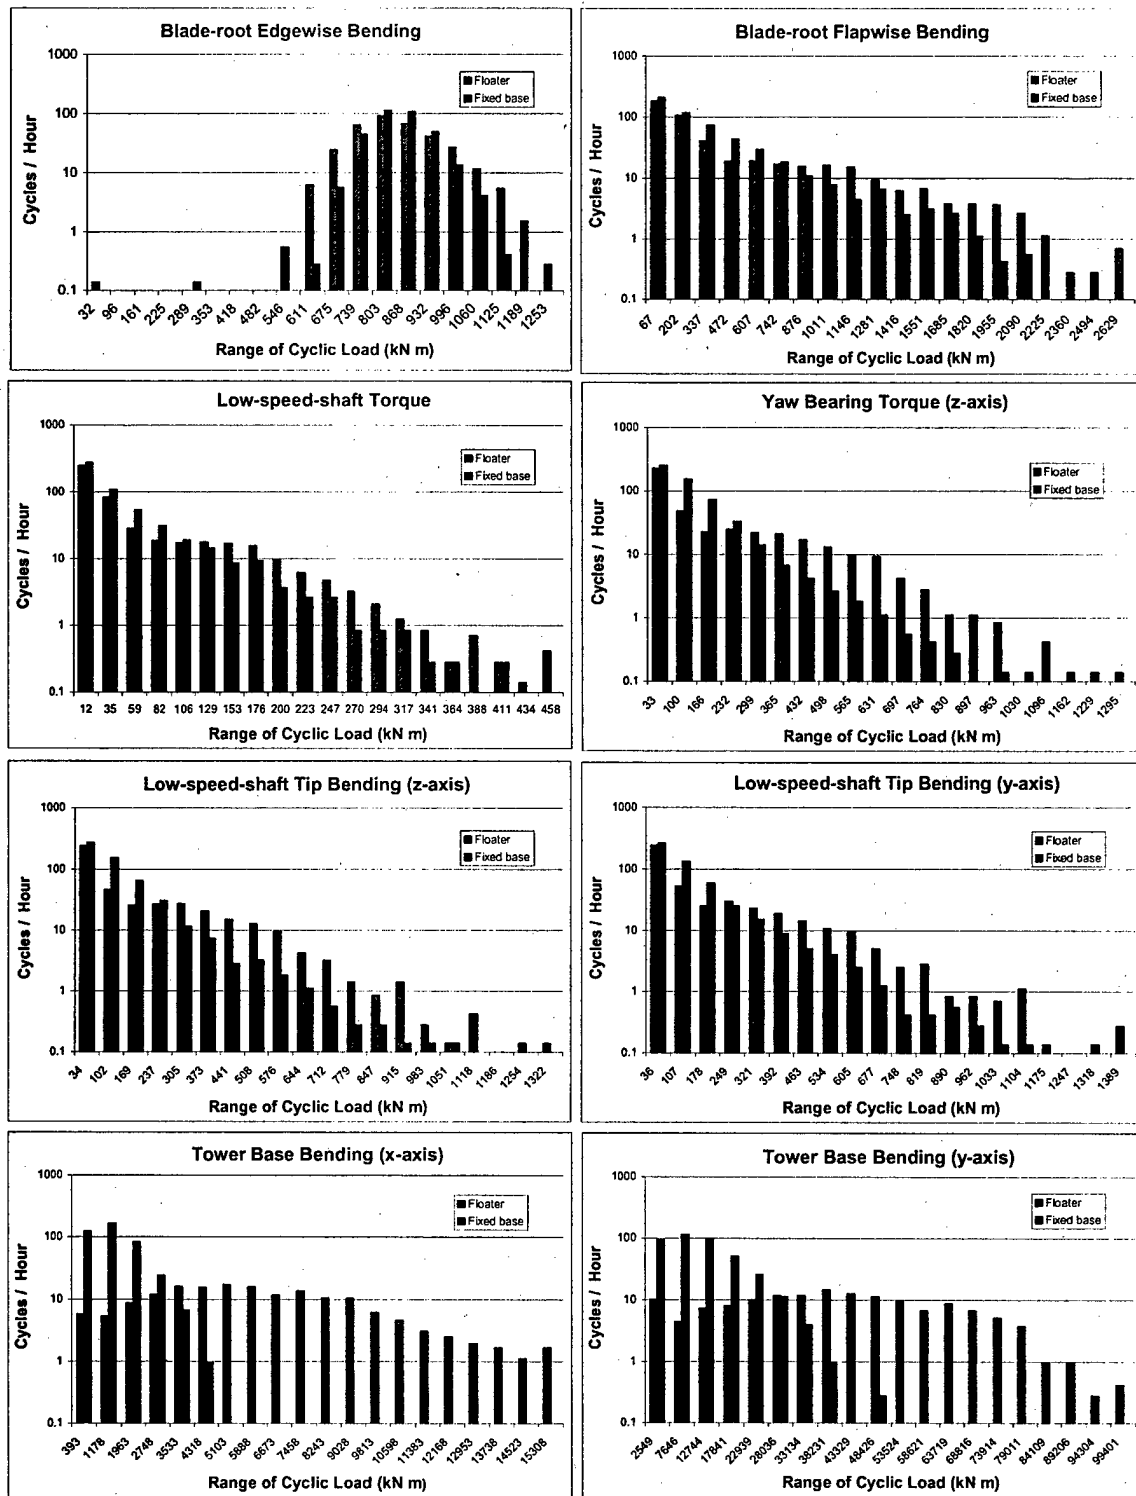 Blade-root Edgewise Bending
1000
100
10
1
0.1
Cycles / Hour
Floater
Fixed base
32 96 161 225 289 353 418 482 546 611 675 739 803 868 932 996 1060 1125 1189 1253
Range of Cyclic Load (kN m)
Blade-root Flapwise Bending
1000
100
10
1
0.1
Cycles / Hour
Floater
Fixed base
67 202 337 472 607 742 876 1011 1146 1281 1416 1551 1685 1820 1955 2090 2225 2360 2494 2629
Range of Cyclic Load (kN m)
Low-speed-shaft Torque
1000
100
10
1
0.1
Cycles / Hour
Floater
Fixed base
12 35 59 82 106 129 153 176 200 223 247 270 294 317 341 364 388 411 434 458
Range of Cyclic Load (kN m)
Yaw Bearing Torque (z-axis)
1000
100
10
1
0.1
Cycles / Hour
Floater
Fixed base
33 100 166 232 299 365 432 498 565 631 697 764 830 897 963 1030 1096 1162 1229 1295
Range of Cyclic Load (kN m)
Low-speed-shaft Tip Bending (z-axis)
1000
100
10
1
0.1
Cycles / Hour
Floater
Fixed base
34 102 169 237 305 373 441 508 576 644 712 779 847 915 983 1051 1118 1186 1254 1322
Range of Cyclic Load (kN m)
Low-speed-shaft Tip Bending (y-axis)
1000
100
10
1
0.1
Cycles / Hour
Floater
Fixed base
36 107 178 249 321 392 463 534 605 677 748 819 890 962 1033 1104 1175 1247 1318 1389
Range of Cyclic Load (kN m)
Tower Base Bending (x-axis)
1000
100
10
1
0.1
Cycles / Hour
Floater
Fixed base
393 1178 1963 2748 3533 4318 5103 5888 6673 7458 8243 9028 9813 10598 11383 12168 12953 13738 14523 15308
Range of Cyclic Load (kN m)
Tower Base Bending (y-axis)
1000
100
10
1
0.1
Cycles / Hour
Floater
Fixed base
2549 7646 12744 17841 22939 28036 33134 38231 43329 48426 53524 58621 63719 68816 73914 79011 84109 89206 94304 99401
Range of Cyclic Load (kN m)